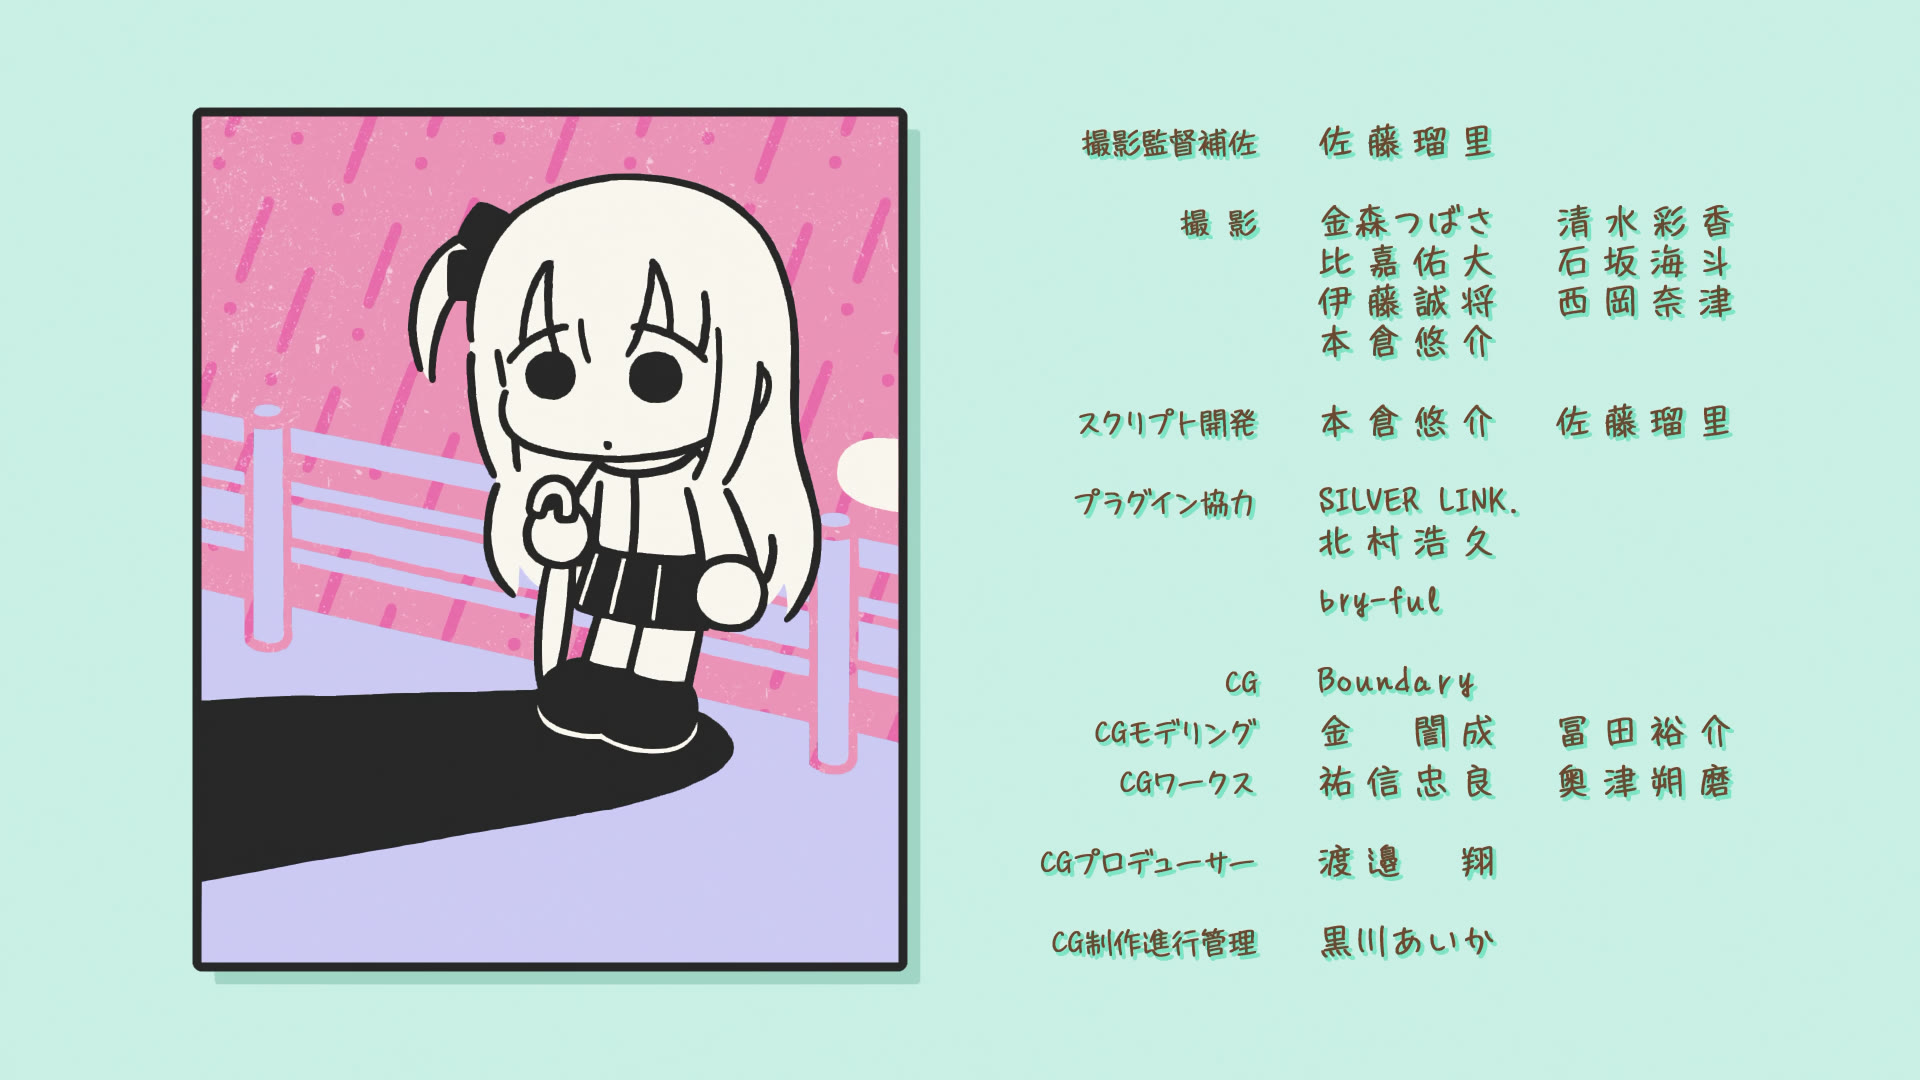 撮影監督補佐 佐藤瑠里
撮影 金森つばさ 清水彩香
比嘉佑大 石坂海斗
伊藤誠将 西岡奈津
本倉悠介
スクリプト開発 本倉悠介 佐藤瑠里
プラグイン協力 SILVER LINK.
北村浩久
bry-ful
CG Boundary
CGモデリング 金 誾成 冨田裕介
CGワークス 祐信忠良 奥津朔磨
CGプロデューサー 渡邉 翔
CG制作進行管理 黒川あいか